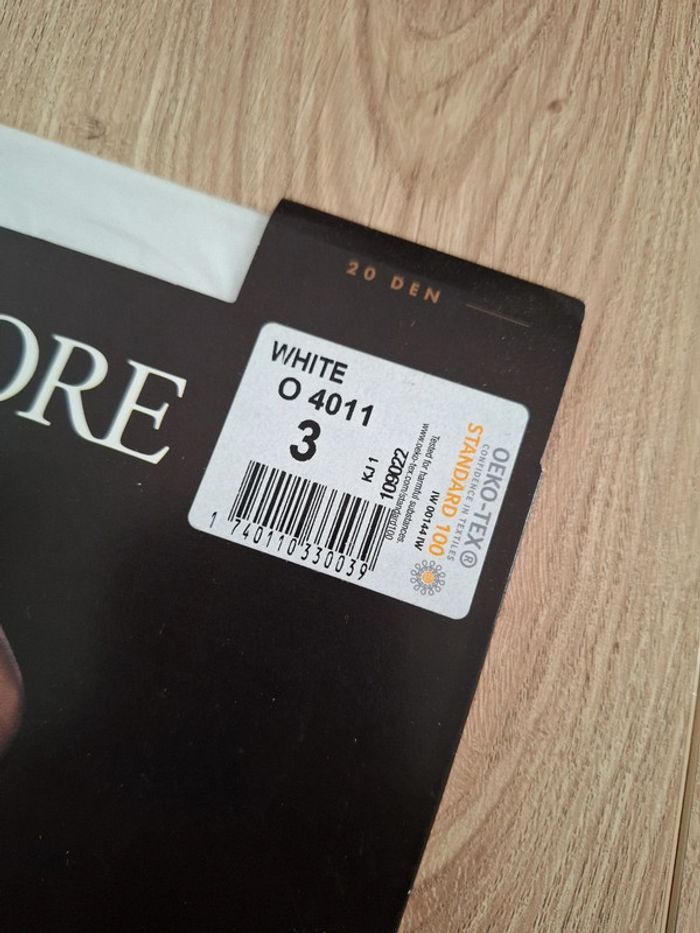 20 DEN
ORE
WHITE
O 4011
3
KJ 1
109022
1 740110 330039
Tested for harmful substances.
www.oeko-tex.com/standard100
IW 00144 IW
STANDARD 100
CONFIDENCE IN TEXTILES
OEKO-TEX®